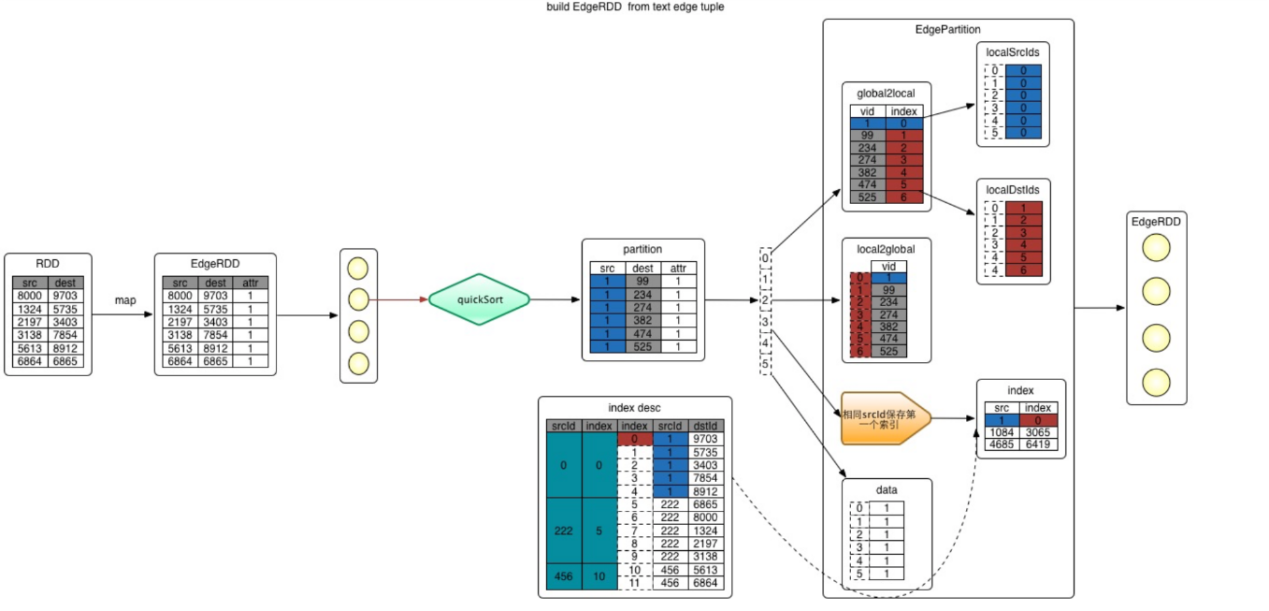 build EdgeRDD from text edge tuple
RDD
src dest
8000 9703
1324 5735
2197 3403
3138 7854
5613 8912
6864 6865
map
EdgeRDD
src dest attr
8000 9703 1
1324 5735 1
2197 3403 1
3138 7854 1
5613 8912 1
6864 6865 1
quickSort
partition
src dest attr
1 99 1
1 234 1
1 274 1
1 382 1
1 474 1
1 525 1
0
1
2
3
4
5
index desc
srcId index index srcId dstId
0 0 0 1 9703
1 1 5735
2 1 3403
3 1 7854
4 1 8912
222 5 5 222 6865
6 222 8000
7 222 1324
8 222 2197
9 222 3138
456 10 10 456 5613
11 456 6864
EdgePartition
global2local
vid index
1 0
99 1
234 2
274 3
382 4
474 5
525 6
localSrcIds
0 0
1 0
2 0
3 0
4 0
5 0
localDstIds
0 1
1 2
2 3
3 4
4 5
4 6
local2global
vid
0 1
1 99
2 234
3 274
4 382
5 474
6 525
相同srcId保存第
一个索引
index
src index
1 0
1084 3065
4685 6419
data
0 1
1 1
2 1
3 1
4 1
5 1
EdgeRDD